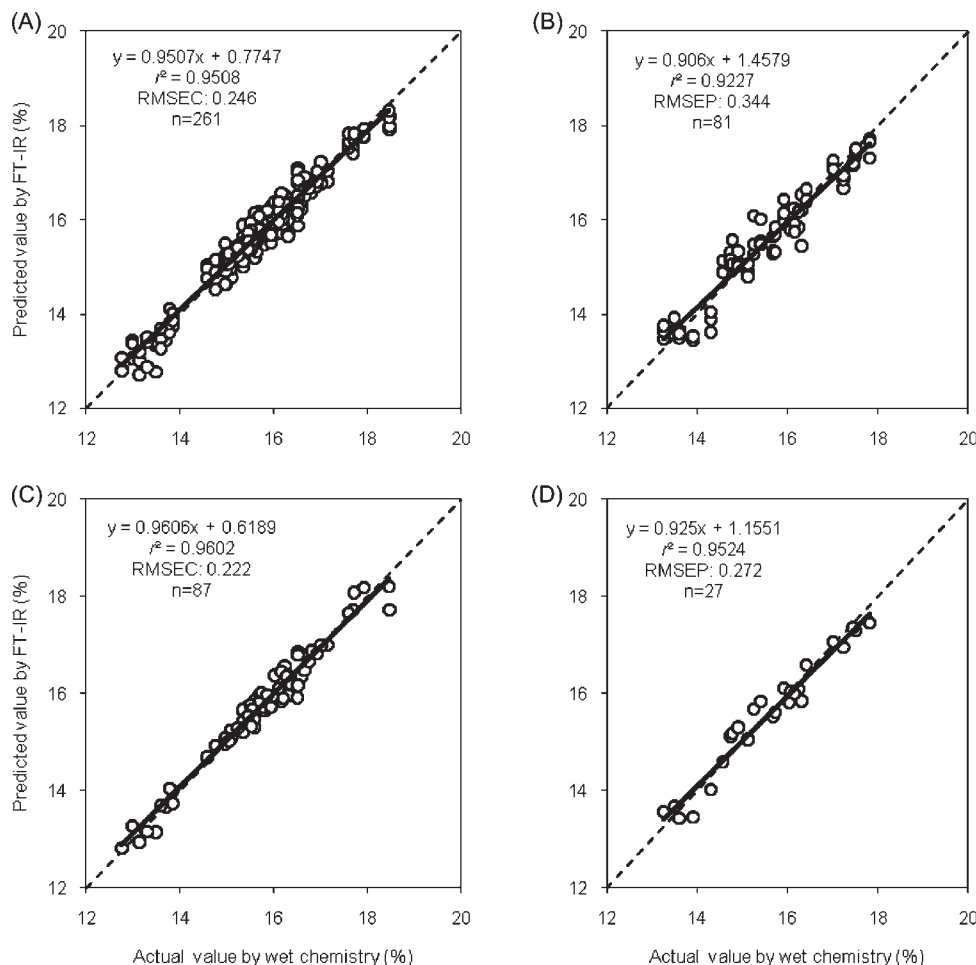 (A)
20
18
16
14
12
12
14
16
18
20
Predicted value by FT-IR (%)
y = 0.9507x + 0.7747
r² = 0.9508
RMSEC: 0.246
n=261
(B)
20
18
16
14
12
12
14
16
18
20
y = 0.906x + 1.4579
r² = 0.9227
RMSEP: 0.344
n=81
(C)
20
18
16
14
12
12
14
16
18
20
Predicted value by FT-IR (%)
y = 0.9606x + 0.6189
r² = 0.9602
RMSEC: 0.222
n=87
Actual value by wet chemistry (%)
(D)
20
18
16
14
12
12
14
16
18
20
y = 0.925x + 1.1551
r² = 0.9524
RMSEP: 0.272
n=27
Actual value by wet chemistry (%)